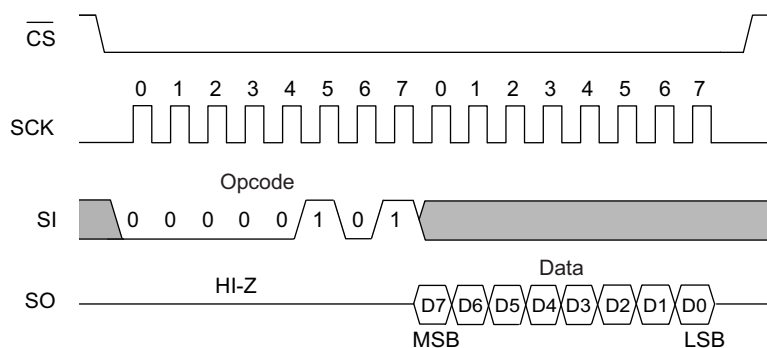 CS
0 1 2 3 4 5 6 7 0 1 2 3 4 5 6 7
SCK
Opcode
SI 0 0 0 0 0 1 0 1
HI-Z Data
SO D7 D6 D5 D4 D3 D2 D1 D0
MSB LSB